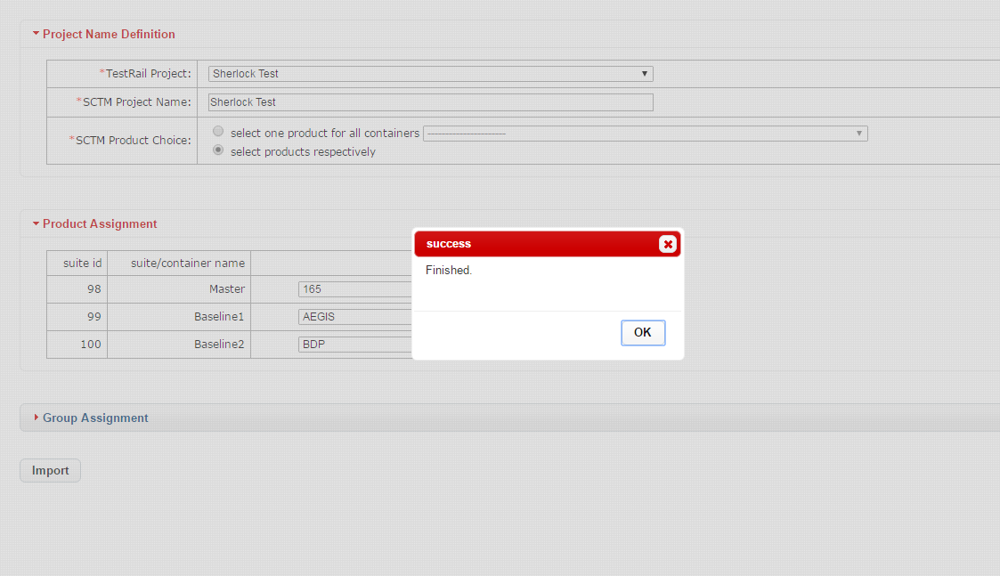 Project Name Definition
*TestRail Project: Sherlock Test
*SCTM Project Name: Sherlock Test
*SCTM Product Choice: select one product for all containers ----------------------
select products respectively
Product Assignment
suite id suite/container name
98 Master 165
99 Baseline1 AEGIS
100 Baseline2 BDP
success
Finished.
OK
Group Assignment
Import